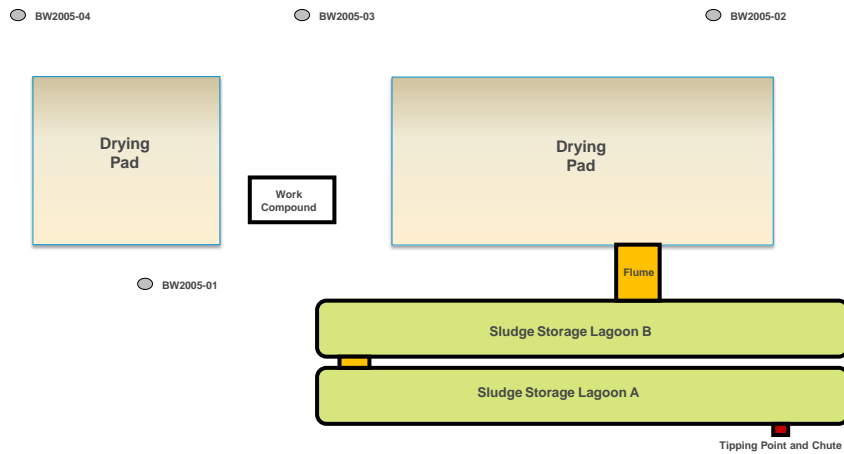 BW2005-04
BW2005-03
BW2005-02
Drying
Pad
Drying
Pad
Work
Compound
Flume
BW2005-01
Sludge Storage Lagoon B
Sludge Storage Lagoon A
Tipping Point and Chute